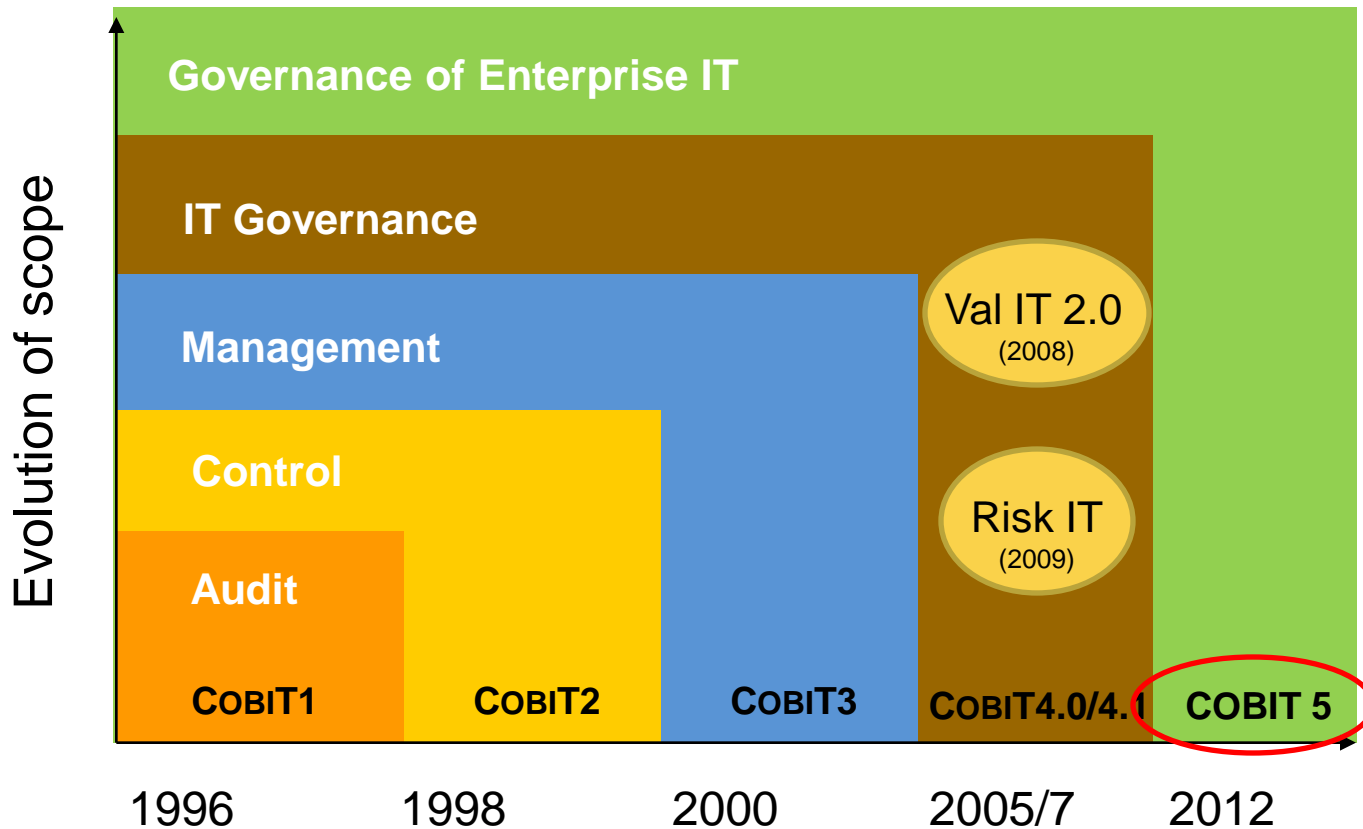 Governance of Enterprise IT
IT Governance
Val IT 2.0
(2008)
Management
Control
Risk IT
(2009)
Audit
COBIT1
COBIT2
COBIT3
COBIT4.0/4.1
COBIT 5
1996
1998
2000
2005/7
2012
Evolution of scope